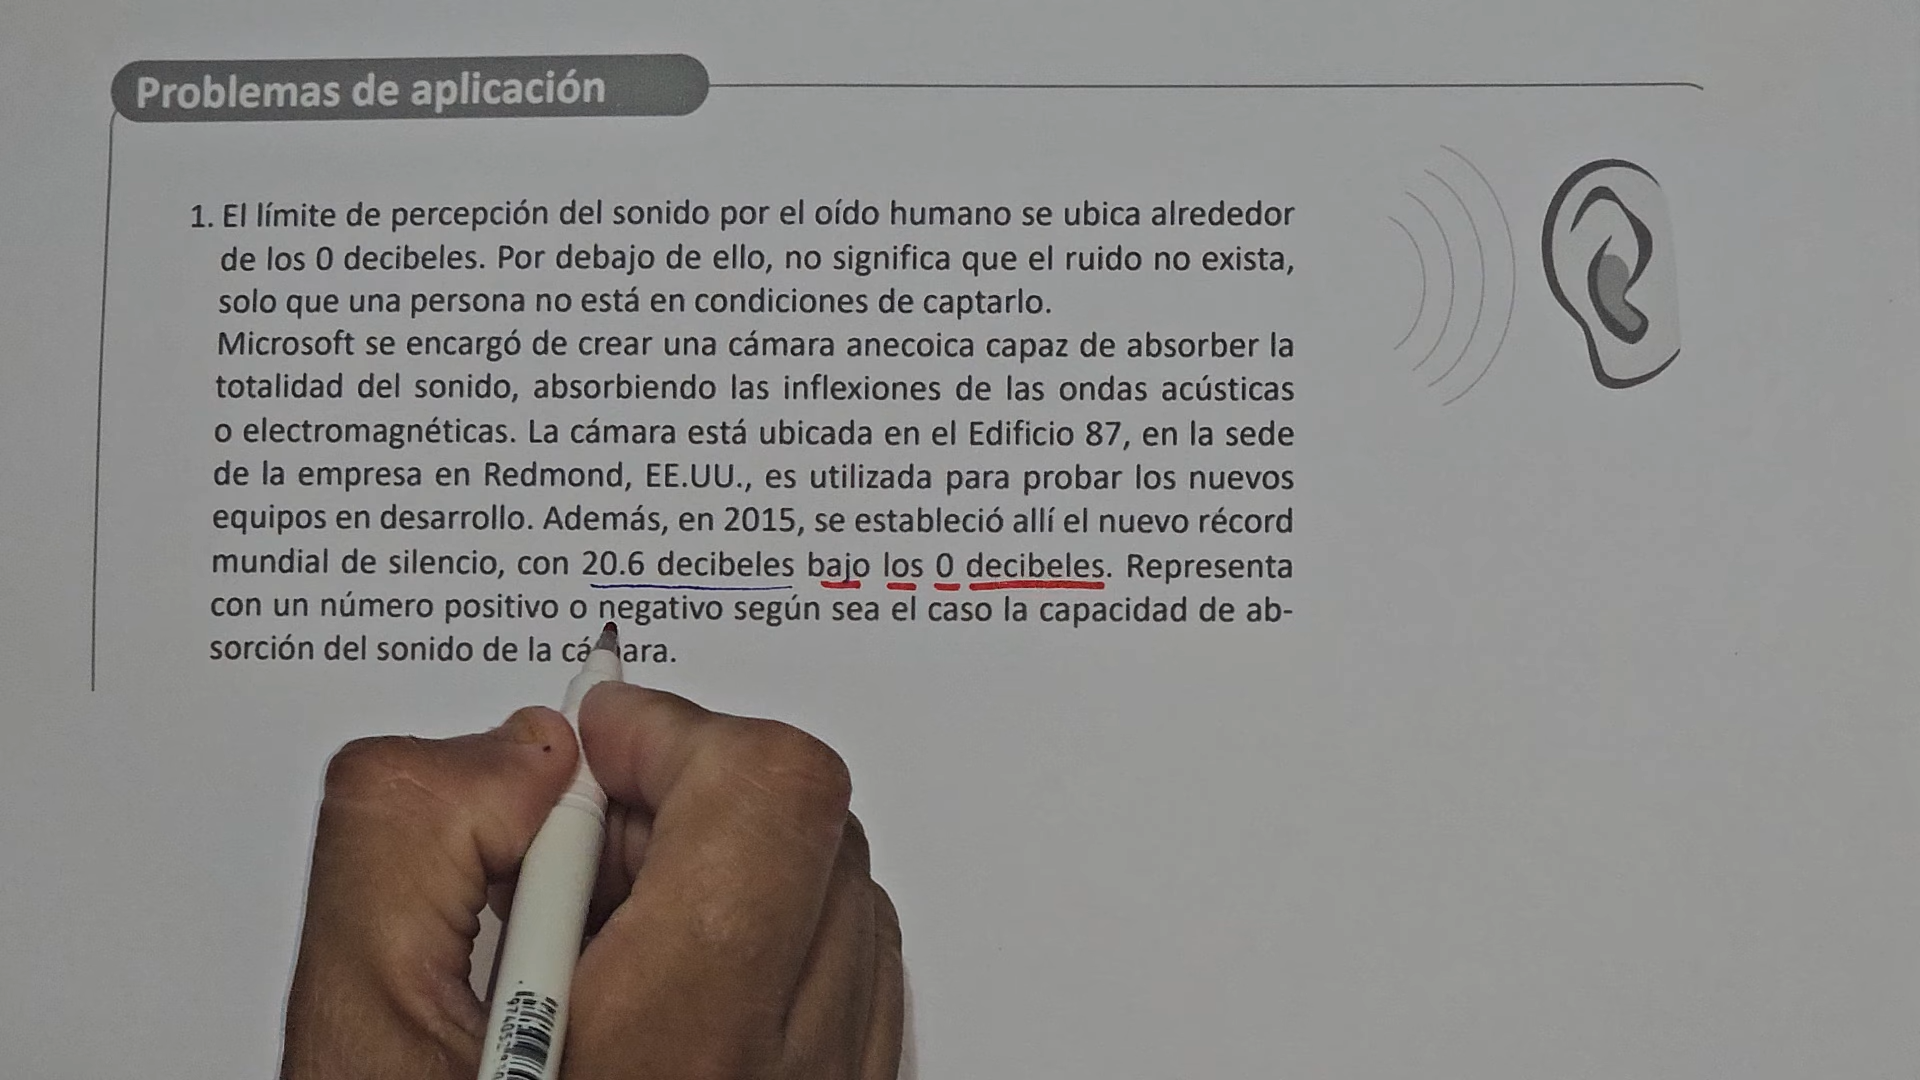 Problemas de aplicación
1. El límite de percepción del sonido por el oído humano se ubica alrededor
de los 0 decibeles. Por debajo de ello, no significa que el ruido no exista,
solo que una persona no está en condiciones de captarlo.
Microsoft se encargó de crear una cámara anecoica capaz de absorber la
totalidad del sonido, absorbiendo las inflexiones de las ondas acústicas
o electromagnéticas. La cámara está ubicada en el Edificio 87, en la sede
de la empresa en Redmond, EE.UU., es utilizada para probar los nuevos
equipos en desarrollo. Además, en 2015, se estableció allí el nuevo récord
mundial de silencio, con 20.6 decibeles bajo los 0 decibeles. Representa
con un número positivo o negativo según sea el caso la capacidad de ab-
sorción del sonido de la cámara.